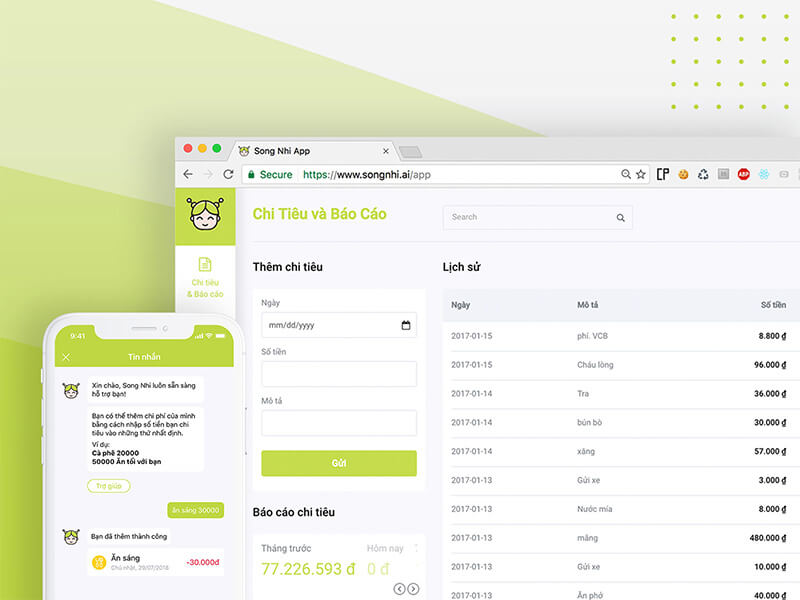 Song Nhi App
Secure https://www.songnhi.ai/app
ABP
Chi Tiêu và Báo Cáo
Search
Chi tiêu
& Báo cáo
Thêm chi tiêu
Ngày
mm/dd/yyyy
Số tiền
Mô tả
Gửi
Báo cáo chi tiêu
Tháng trước
Hôm nay
77.226.593 đ
0 đ
Lịch sử
Ngày Mô tả Số tiền
2017-01-15 phí. VCB 8.800 ₫
2017-01-15 Cháu lòng 96.000 ₫
2017-01-14 Tra 36.000 ₫
2017-01-14 bún bò 30.000 ₫
2017-01-14 xăng 57.000 ₫
2017-01-13 Gửi xe 3.000 ₫
2017-01-13 Nước mía 8.000 ₫
2017-01-13 măng 480.000 ₫
2017-01-13 Gửi xe 10.000 ₫
2017-01-13 Ăn phở 40.000 ₫
9:41
Tin nhắn
Xin chào, Song Nhi luôn sẵn sàng
hỗ trợ bạn!
Bạn có thể thêm chi phí của mình
bằng cách nhập số tiền bạn chi
tiêu vào những thứ nhất định.
Ví dụ:
Cà phê 20000
50000 Ăn tối với bạn
Trợ giúp
ăn sáng 30000
Bạn đã thêm thành công
Ăn sáng
Chủ nhật, 29/07/2018
-30.000đ